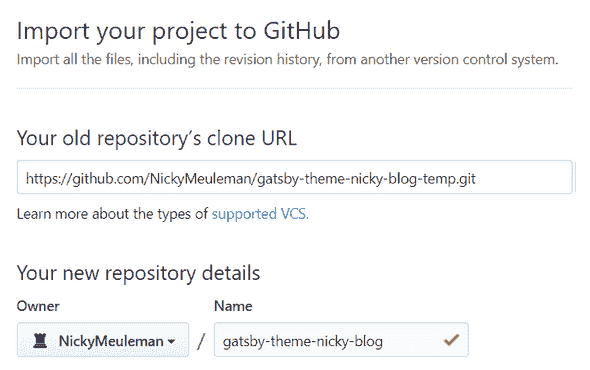 Import your project to GitHub
Import all the files, including the revision history, from another version control system.
Your old repository’s clone URL
https://github.com/NickyMeuleman/gatsby-theme-nicky-blog-temp.git
Learn more about the types of supported VCS.
Your new repository details
Owner Name
NickyMeuleman / gatsby-theme-nicky-blog